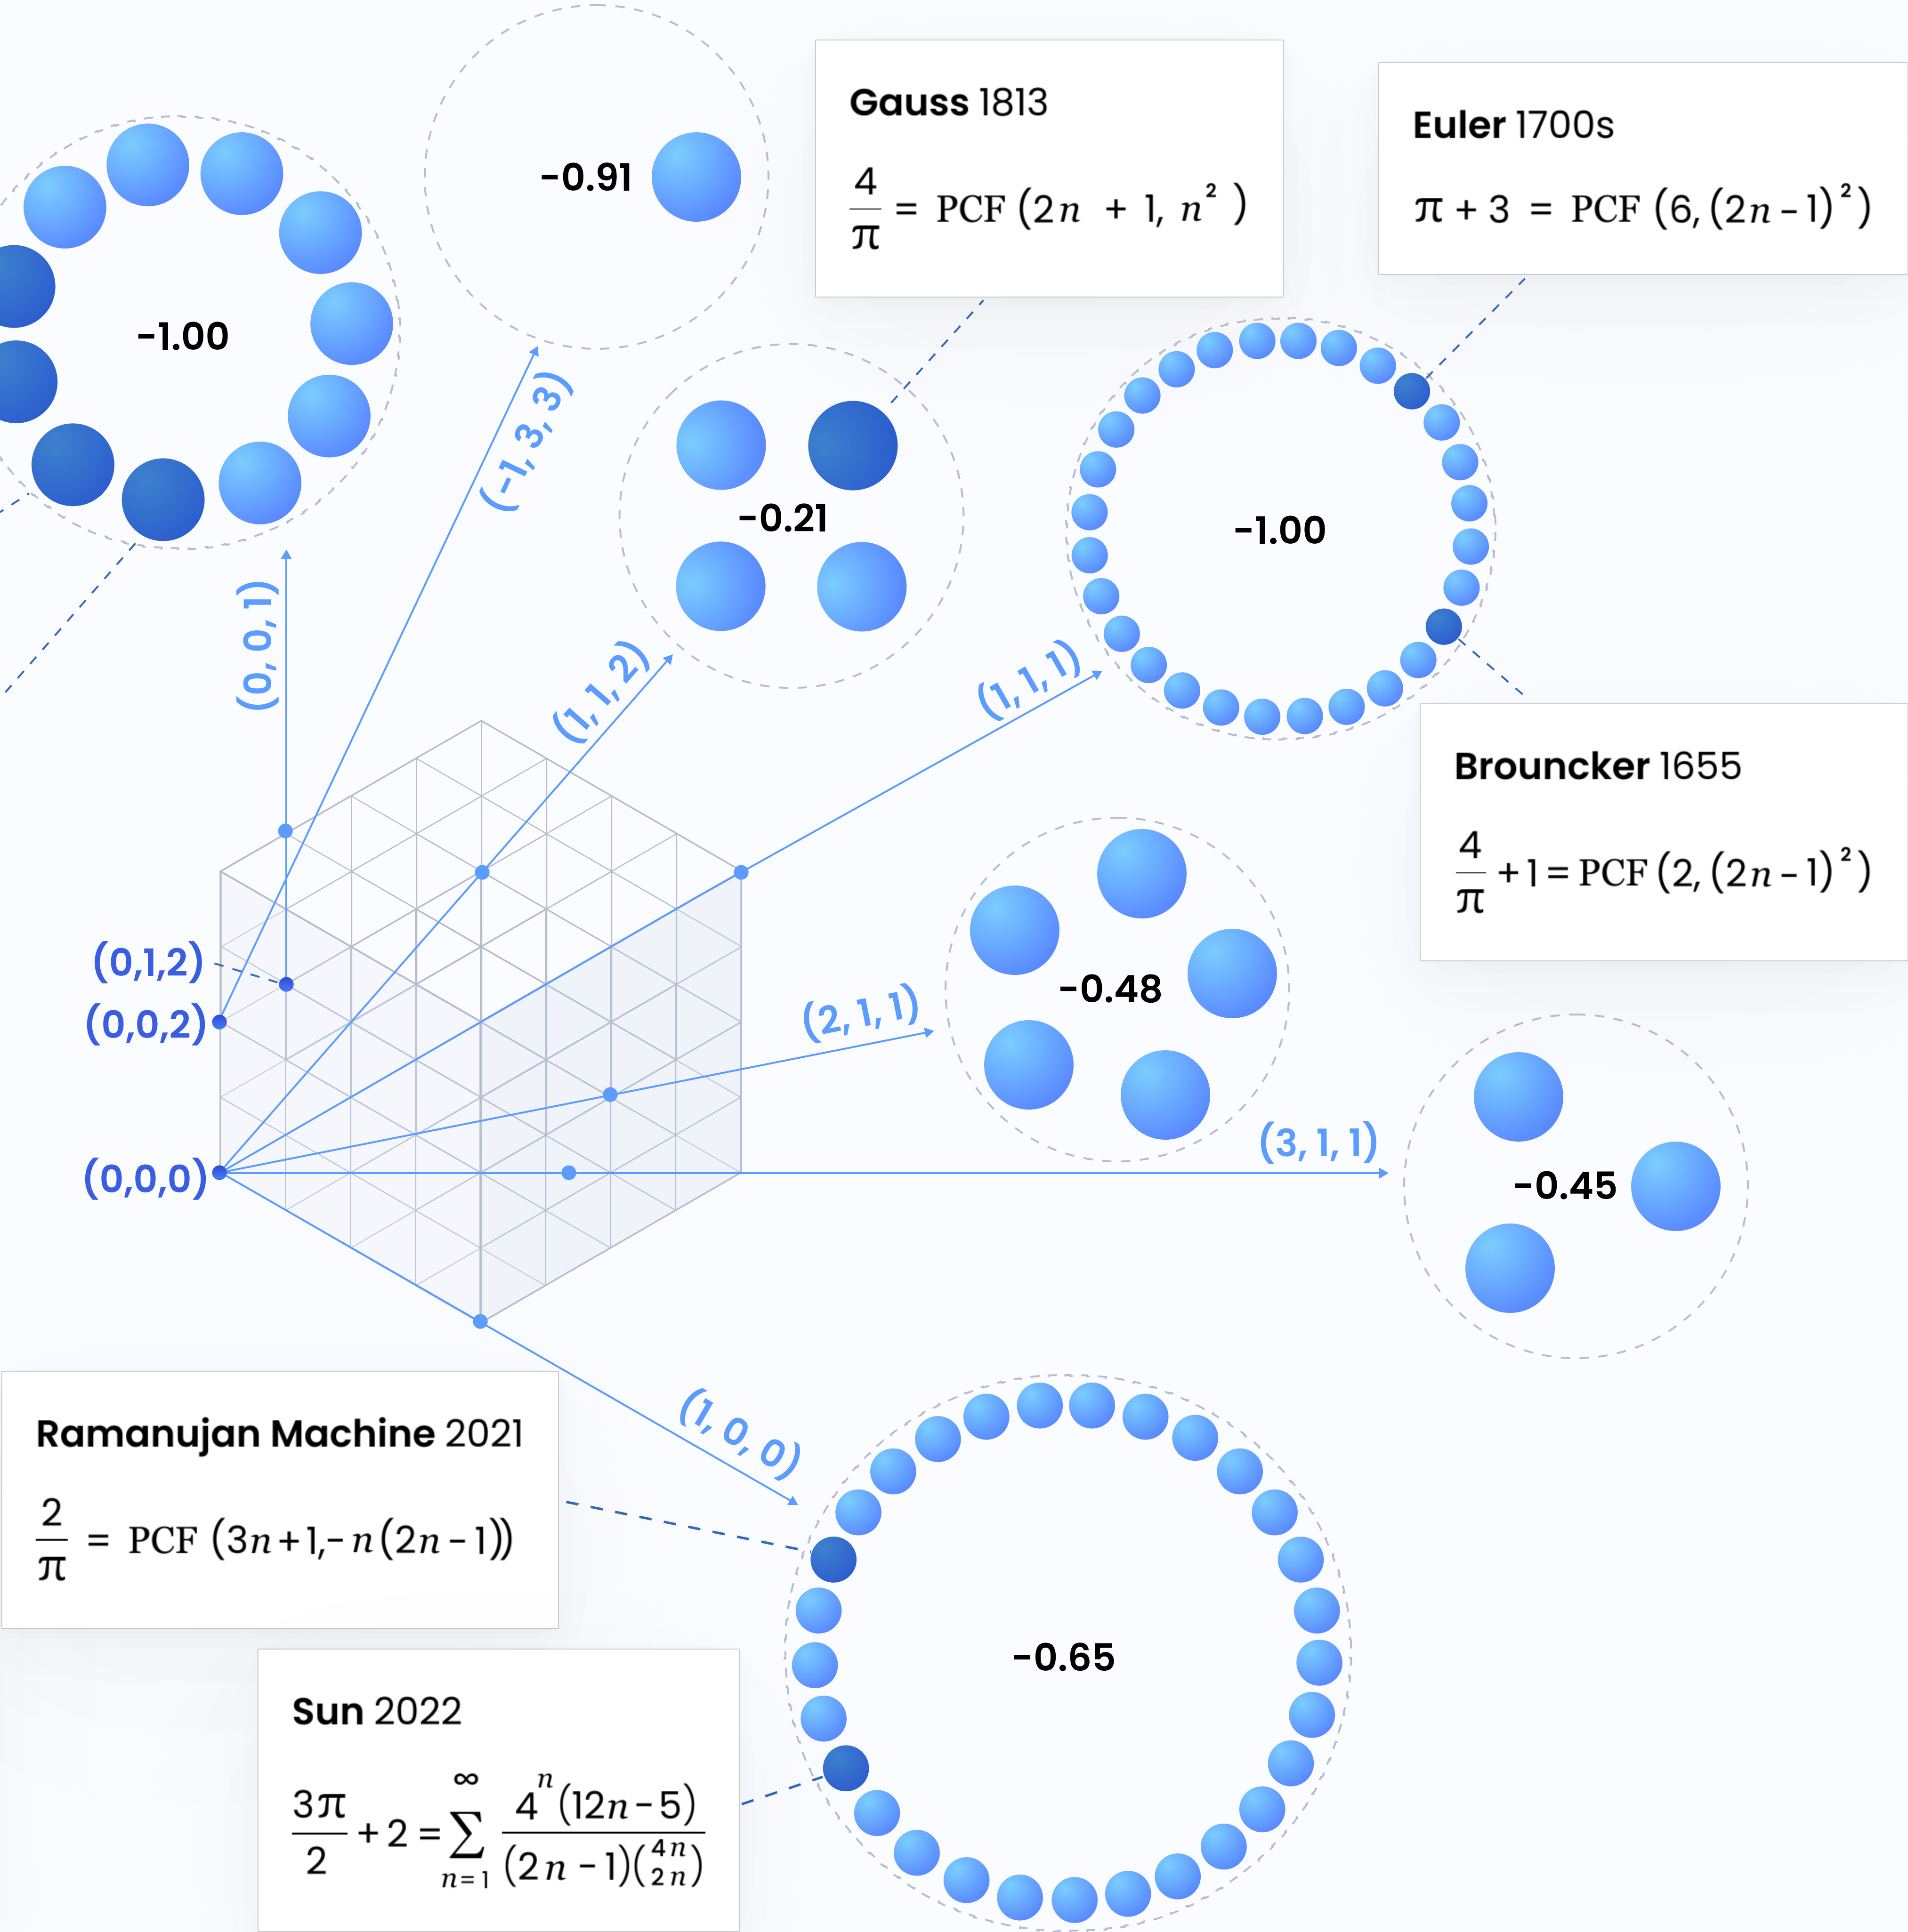 Gauss 1813
4/π = PCF (2n + 1, n²)
Euler 1700s
π + 3 = PCF (6, (2n − 1)²)
-0.91
-1.00
(−1, 3, 3)
-0.21
-1.00
(0, 0, 1)
(1, 1, 2)
(1, 1, 1)
Brouncker 1655
4/π + 1 = PCF (2, (2n − 1)²)
(0,1,2)
(0,0,2)
-0.48
(2, 1, 1)
(3, 1, 1)
(0,0,0)
-0.45
(1, 0, 0)
Ramanujan Machine 2021
2/π = PCF (3n + 1, − n (2n − 1))
-0.65
Sun 2022
3π/2 + 2 = ∑_{n=1}^{∞} 4ⁿ (12n − 5) / (2n − 1)(4n 2n)